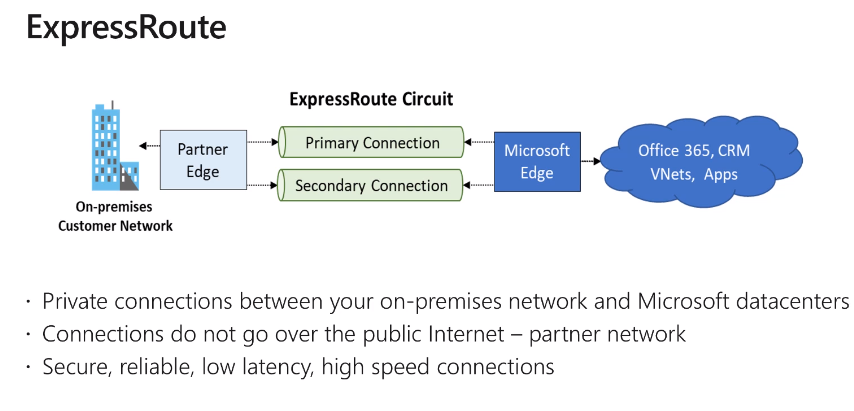 ExpressRoute
ExpressRoute Circuit
Partner
Edge
Primary Connection
Secondary Connection
Microsoft
Edge
Office 365, CRM
VNets, Apps
On-premises
Customer Network
· Private connections between your on-premises network and Microsoft datacenters
· Connections do not go over the public Internet – partner network
· Secure, reliable, low latency, high speed connections